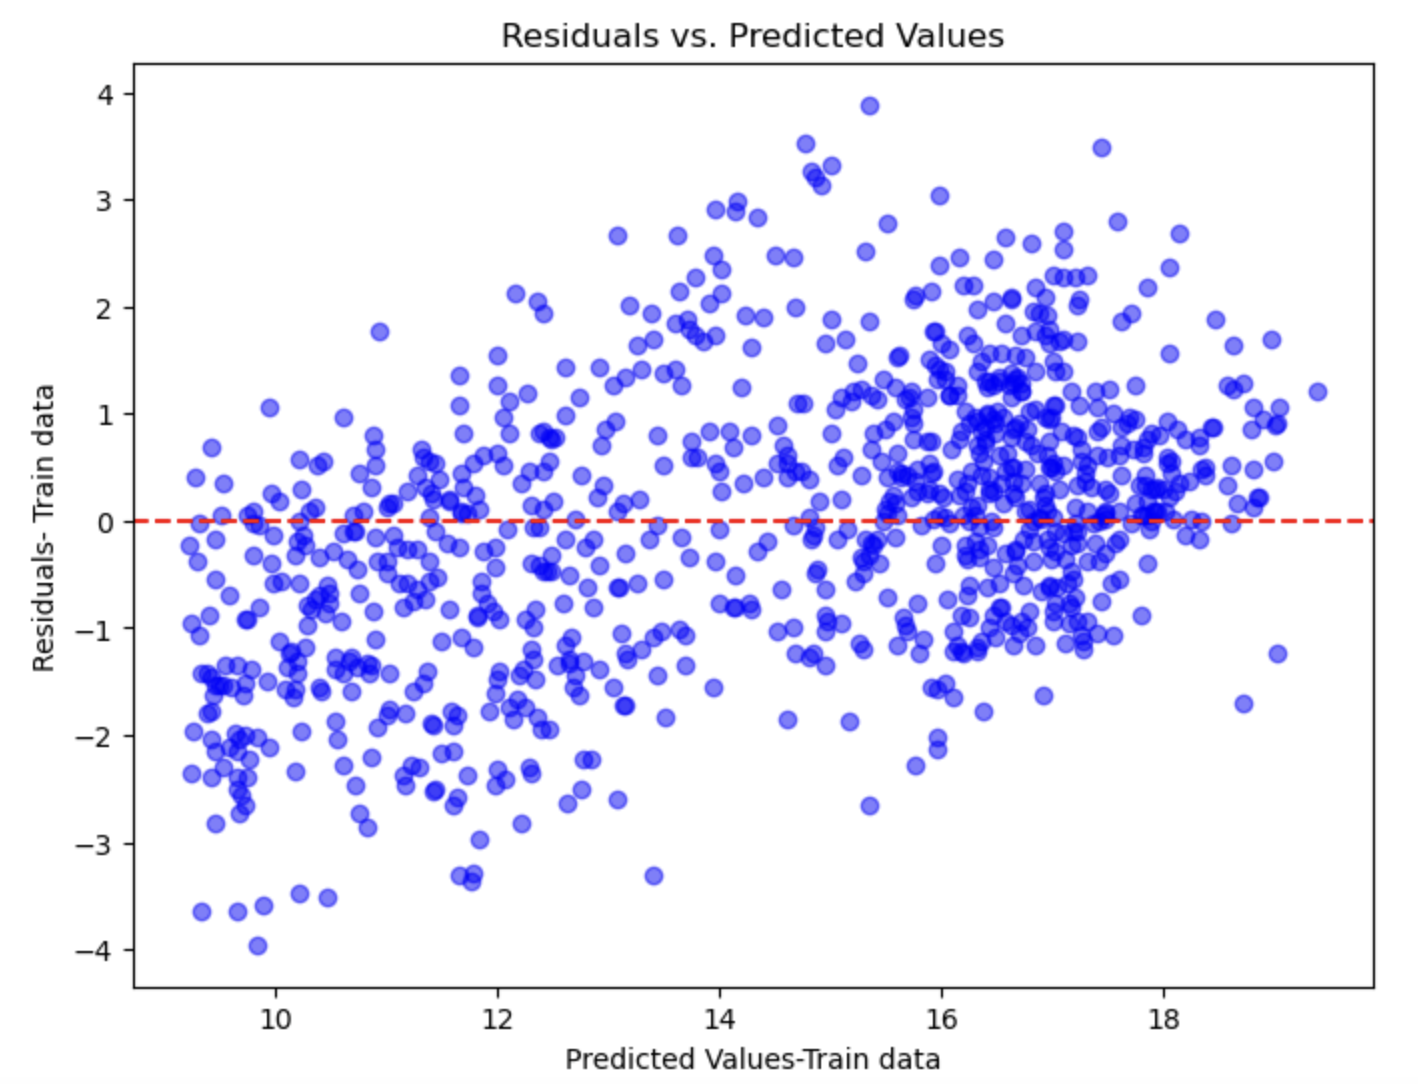 Residuals vs. Predicted Values
4
3
2
1
0
−1
−2
−3
−4
Residuals- Train data
10 12 14 16 18
Predicted Values-Train data